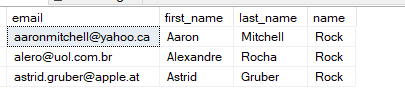 email first_name last_name name
aaronmitchell@yahoo.ca Aaron Mitchell Rock
alero@uol.com.br Alexandre Rocha Rock
astrid.gruber@apple.at Astrid Gruber Rock